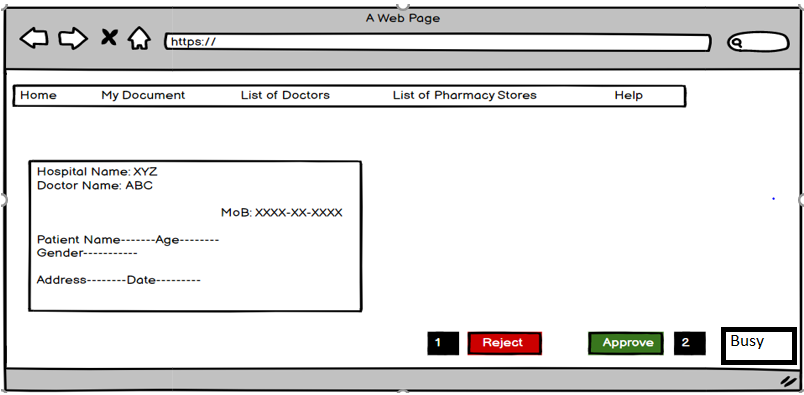 A Web Page
https://
Home My Document List of Doctors List of Pharmacy Stores Help
Hospital Name: XYZ
Doctor Name: ABC
MoB: XXXX-XX-XXXX
Patient Name-------Age--------
Gender-----------
Address--------Date---------
1 Reject Approve 2 Busy